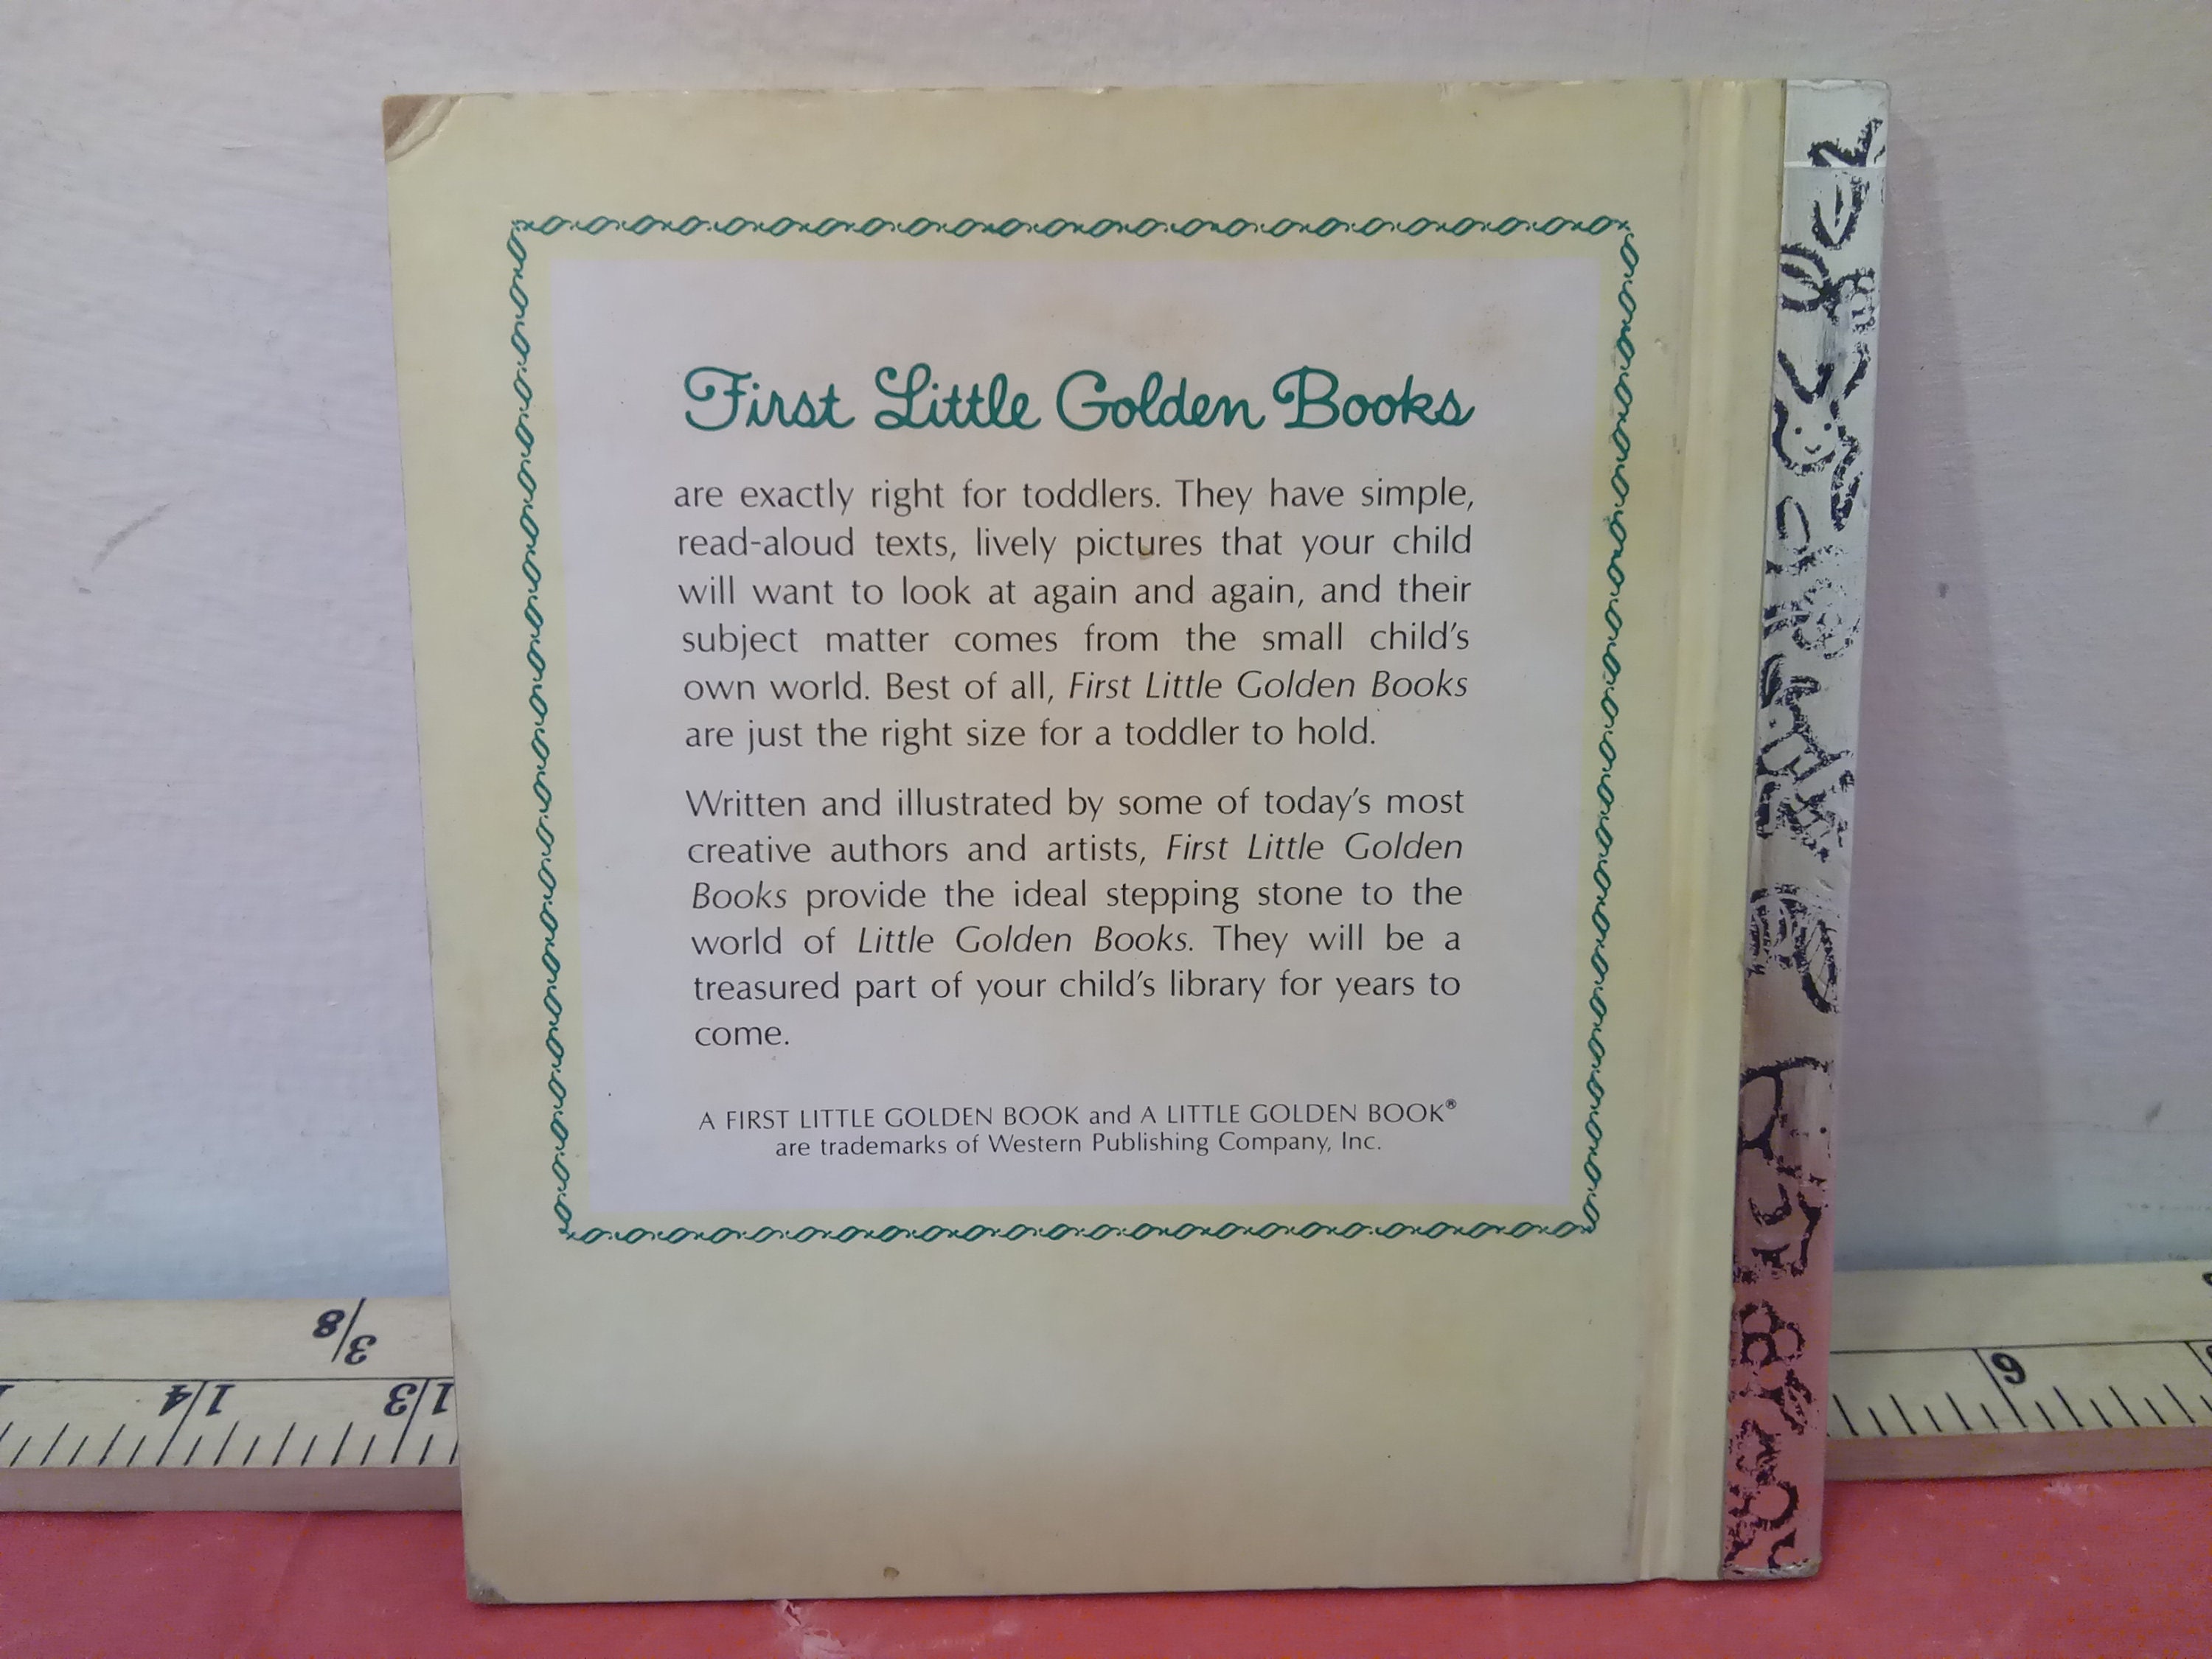 First Little Golden Books
are exactly right for toddlers. They have simple,
read-aloud texts, lively pictures that your child
will want to look at again and again, and their
subject matter comes from the small child's
own world. Best of all, First Little Golden Books
are just the right size for a toddler to hold.
Written and illustrated by some of today's most
creative authors and artists, First Little Golden
Books provide the ideal stepping stone to the
world of Little Golden Books. They will be a
treasured part of your child's library for years to
come.
A FIRST LITTLE GOLDEN BOOK and A LITTLE GOLDEN BOOK®
are trademarks of Western Publishing Company, Inc.
3/8
1/4 1/3
9